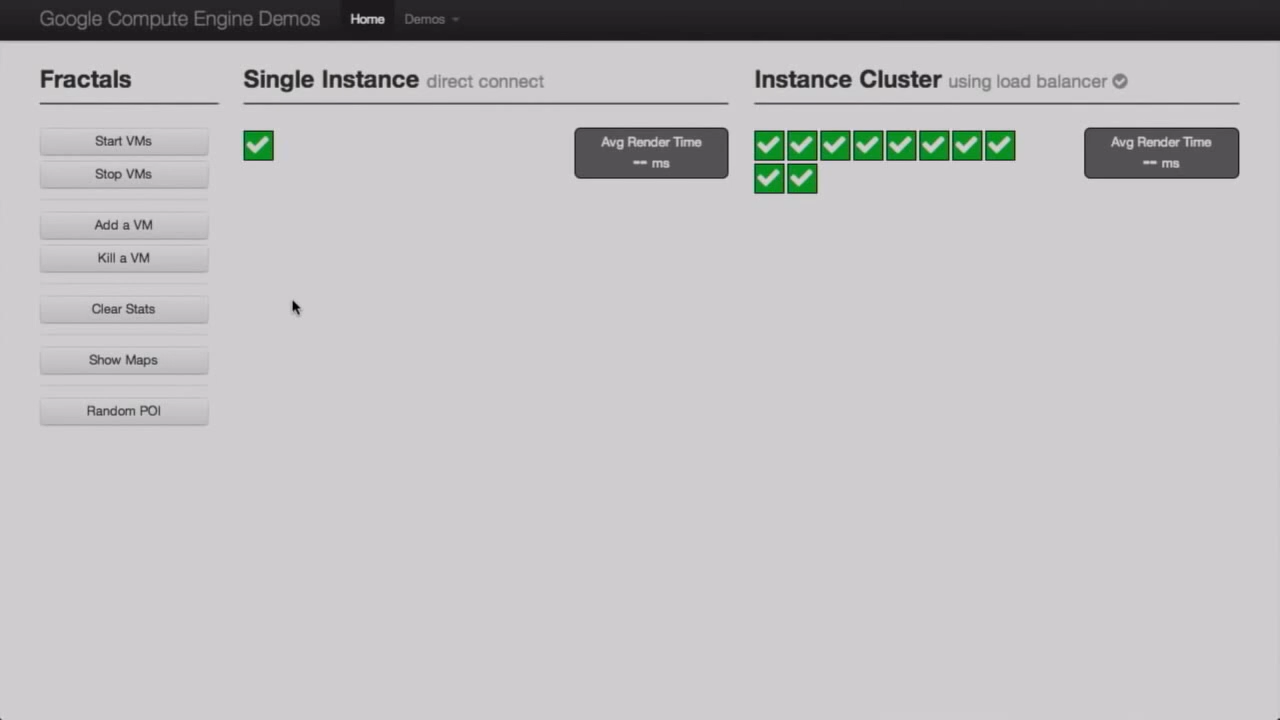 Google Compute Engine Demos Home Demos
Fractals
Start VMs
Stop VMs
Add a VM
Kill a VM
Clear Stats
Show Maps
Random POI
Single Instance direct connect
Avg Render Time
-- ms
Instance Cluster using load balancer
Avg Render Time
-- ms